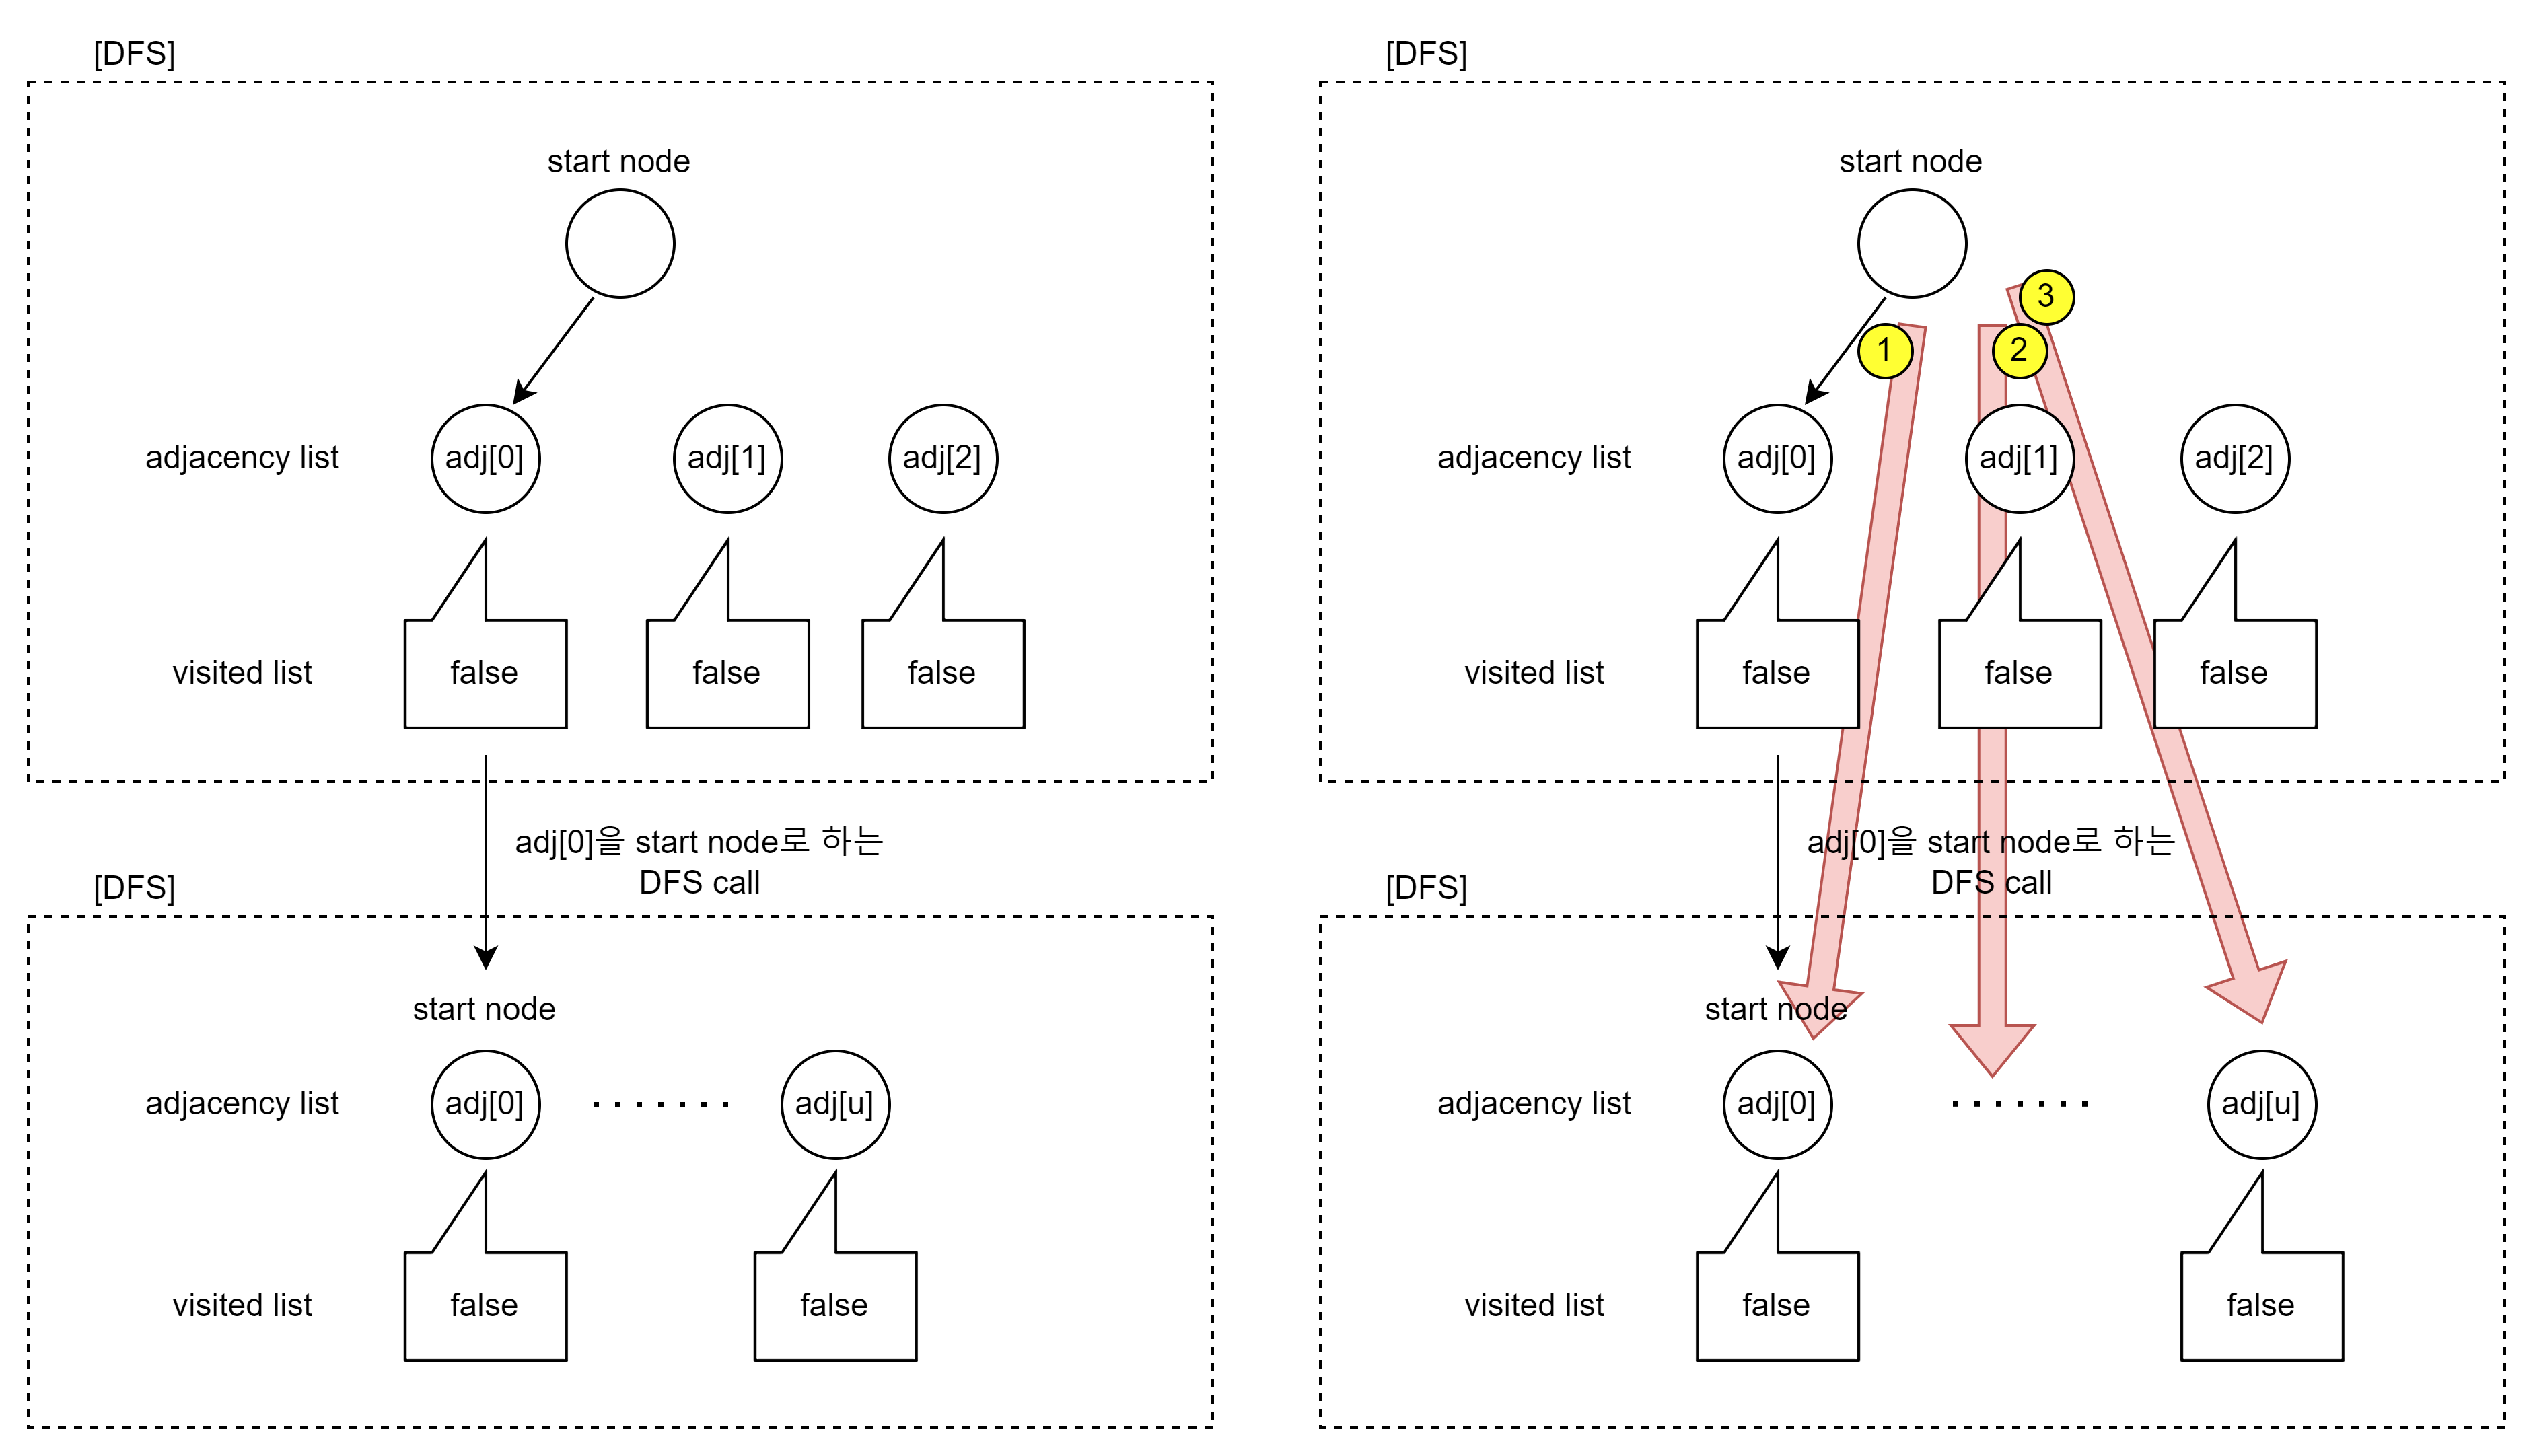 [DFS]
start node
adjacency list
adj[0]
adj[1]
adj[2]
visited list
false
false
false
adj[0]을 start node로 하는
DFS call
[DFS]
start node
adjacency list
adj[0]
adj[u]
visited list
false
false
[DFS]
start node
3
1
2
adjacency list
adj[0]
adj[1]
adj[2]
visited list
false
false
false
adj[0]을 start node로 하는
DFS call
[DFS]
start node
adjacency list
adj[0]
adj[u]
visited list
false
false